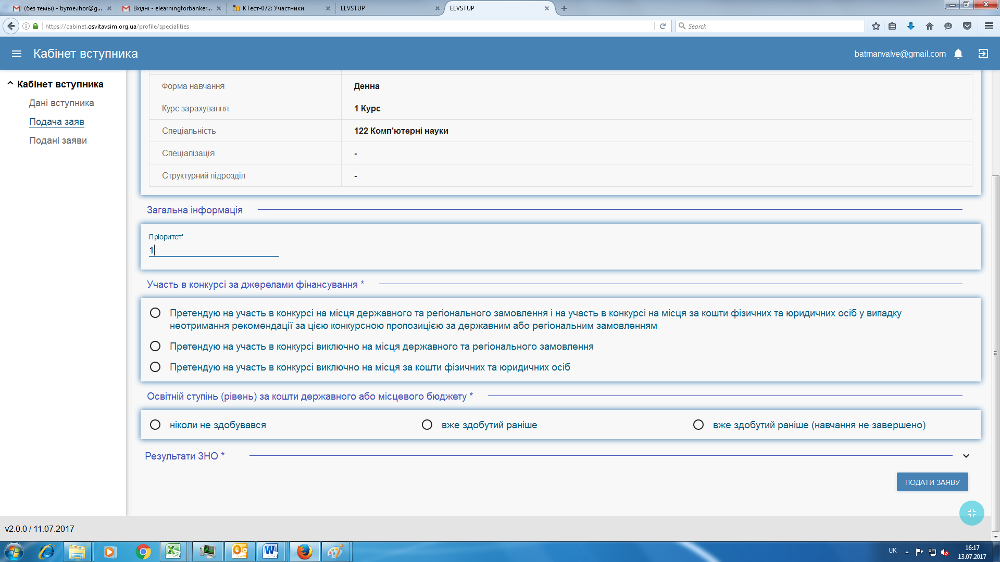 (без темы) - byme.ihor@g...
Вхідні - elearningforbanker...
КТест-072: Участники
ELVSTUP
ELVSTUP
https://cabinet.osvitavsim.org.ua/profile/specialities
Search
Кабінет вступника
batmanvalve@gmail.com
Кабінет вступника
Дані вступника
Подача заяв
Подані заяви
Форма навчання
Денна
Курс зарахування
1 Курс
Спеціальність
122 Комп'ютерні науки
Спеціалізація
-
Структурний підрозділ
-
Загальна інформація
Пріоритет*
1
Участь в конкурсі за джерелами фінансування *
Претендую на участь в конкурсі на місця державного та регіонального замовлення і на участь в конкурсі на місця за кошти фізичних та юридичних осіб у випадку
неотримання рекомендації за цією конкурсною пропозицією за державним або регіональним замовленням
Претендую на участь в конкурсі виключно на місця державного та регіонального замовлення
Претендую на участь в конкурсі виключно на місця за кошти фізичних та юридичних осіб
Освітній ступінь (рівень) за кошти державного або місцевого бюджету *
ніколи не здобувався
вже здобутий раніше
вже здобутий раніше (навчання не завершено)
Результати ЗНО *
ПОДАТИ ЗАЯВУ
v2.0.0 / 11.07.2017
UK
16:17
13.07.2017